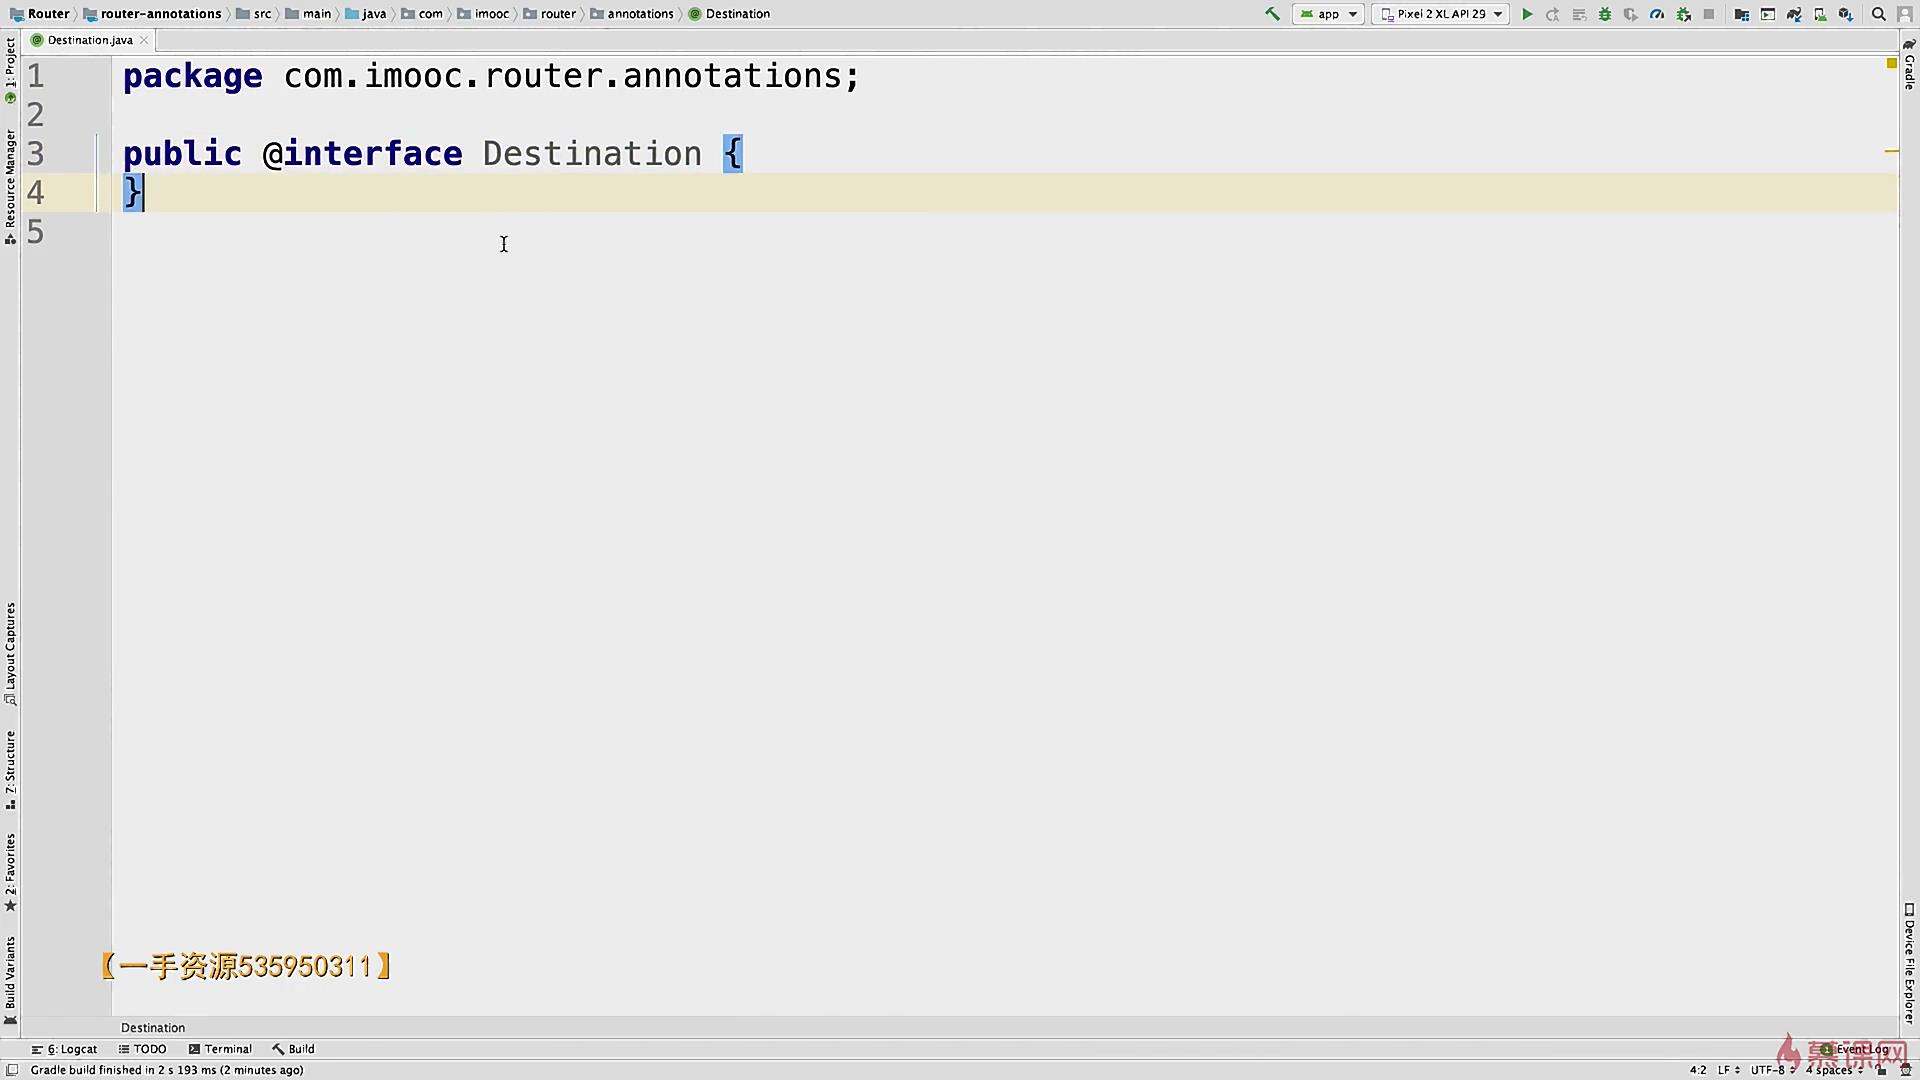 Router router-annotations src main java com imooc router annotations Destination app Pixel 2 XL API 29
Destination.java
1: Project
Resource Manager
Layout Captures
7: Structure
2: Favorites
Build Variants
1 package com.imooc.router.annotations;
2
3 public @interface Destination {
4 }
5
Gradle
Device File Explorer
【一手资源535950311】
Destination
6: Logcat TODO Terminal Build Event Log
慕课网
Gradle build finished in 2 s 193 ms (2 minutes ago) 4:2 LF UTF-8 4 spaces